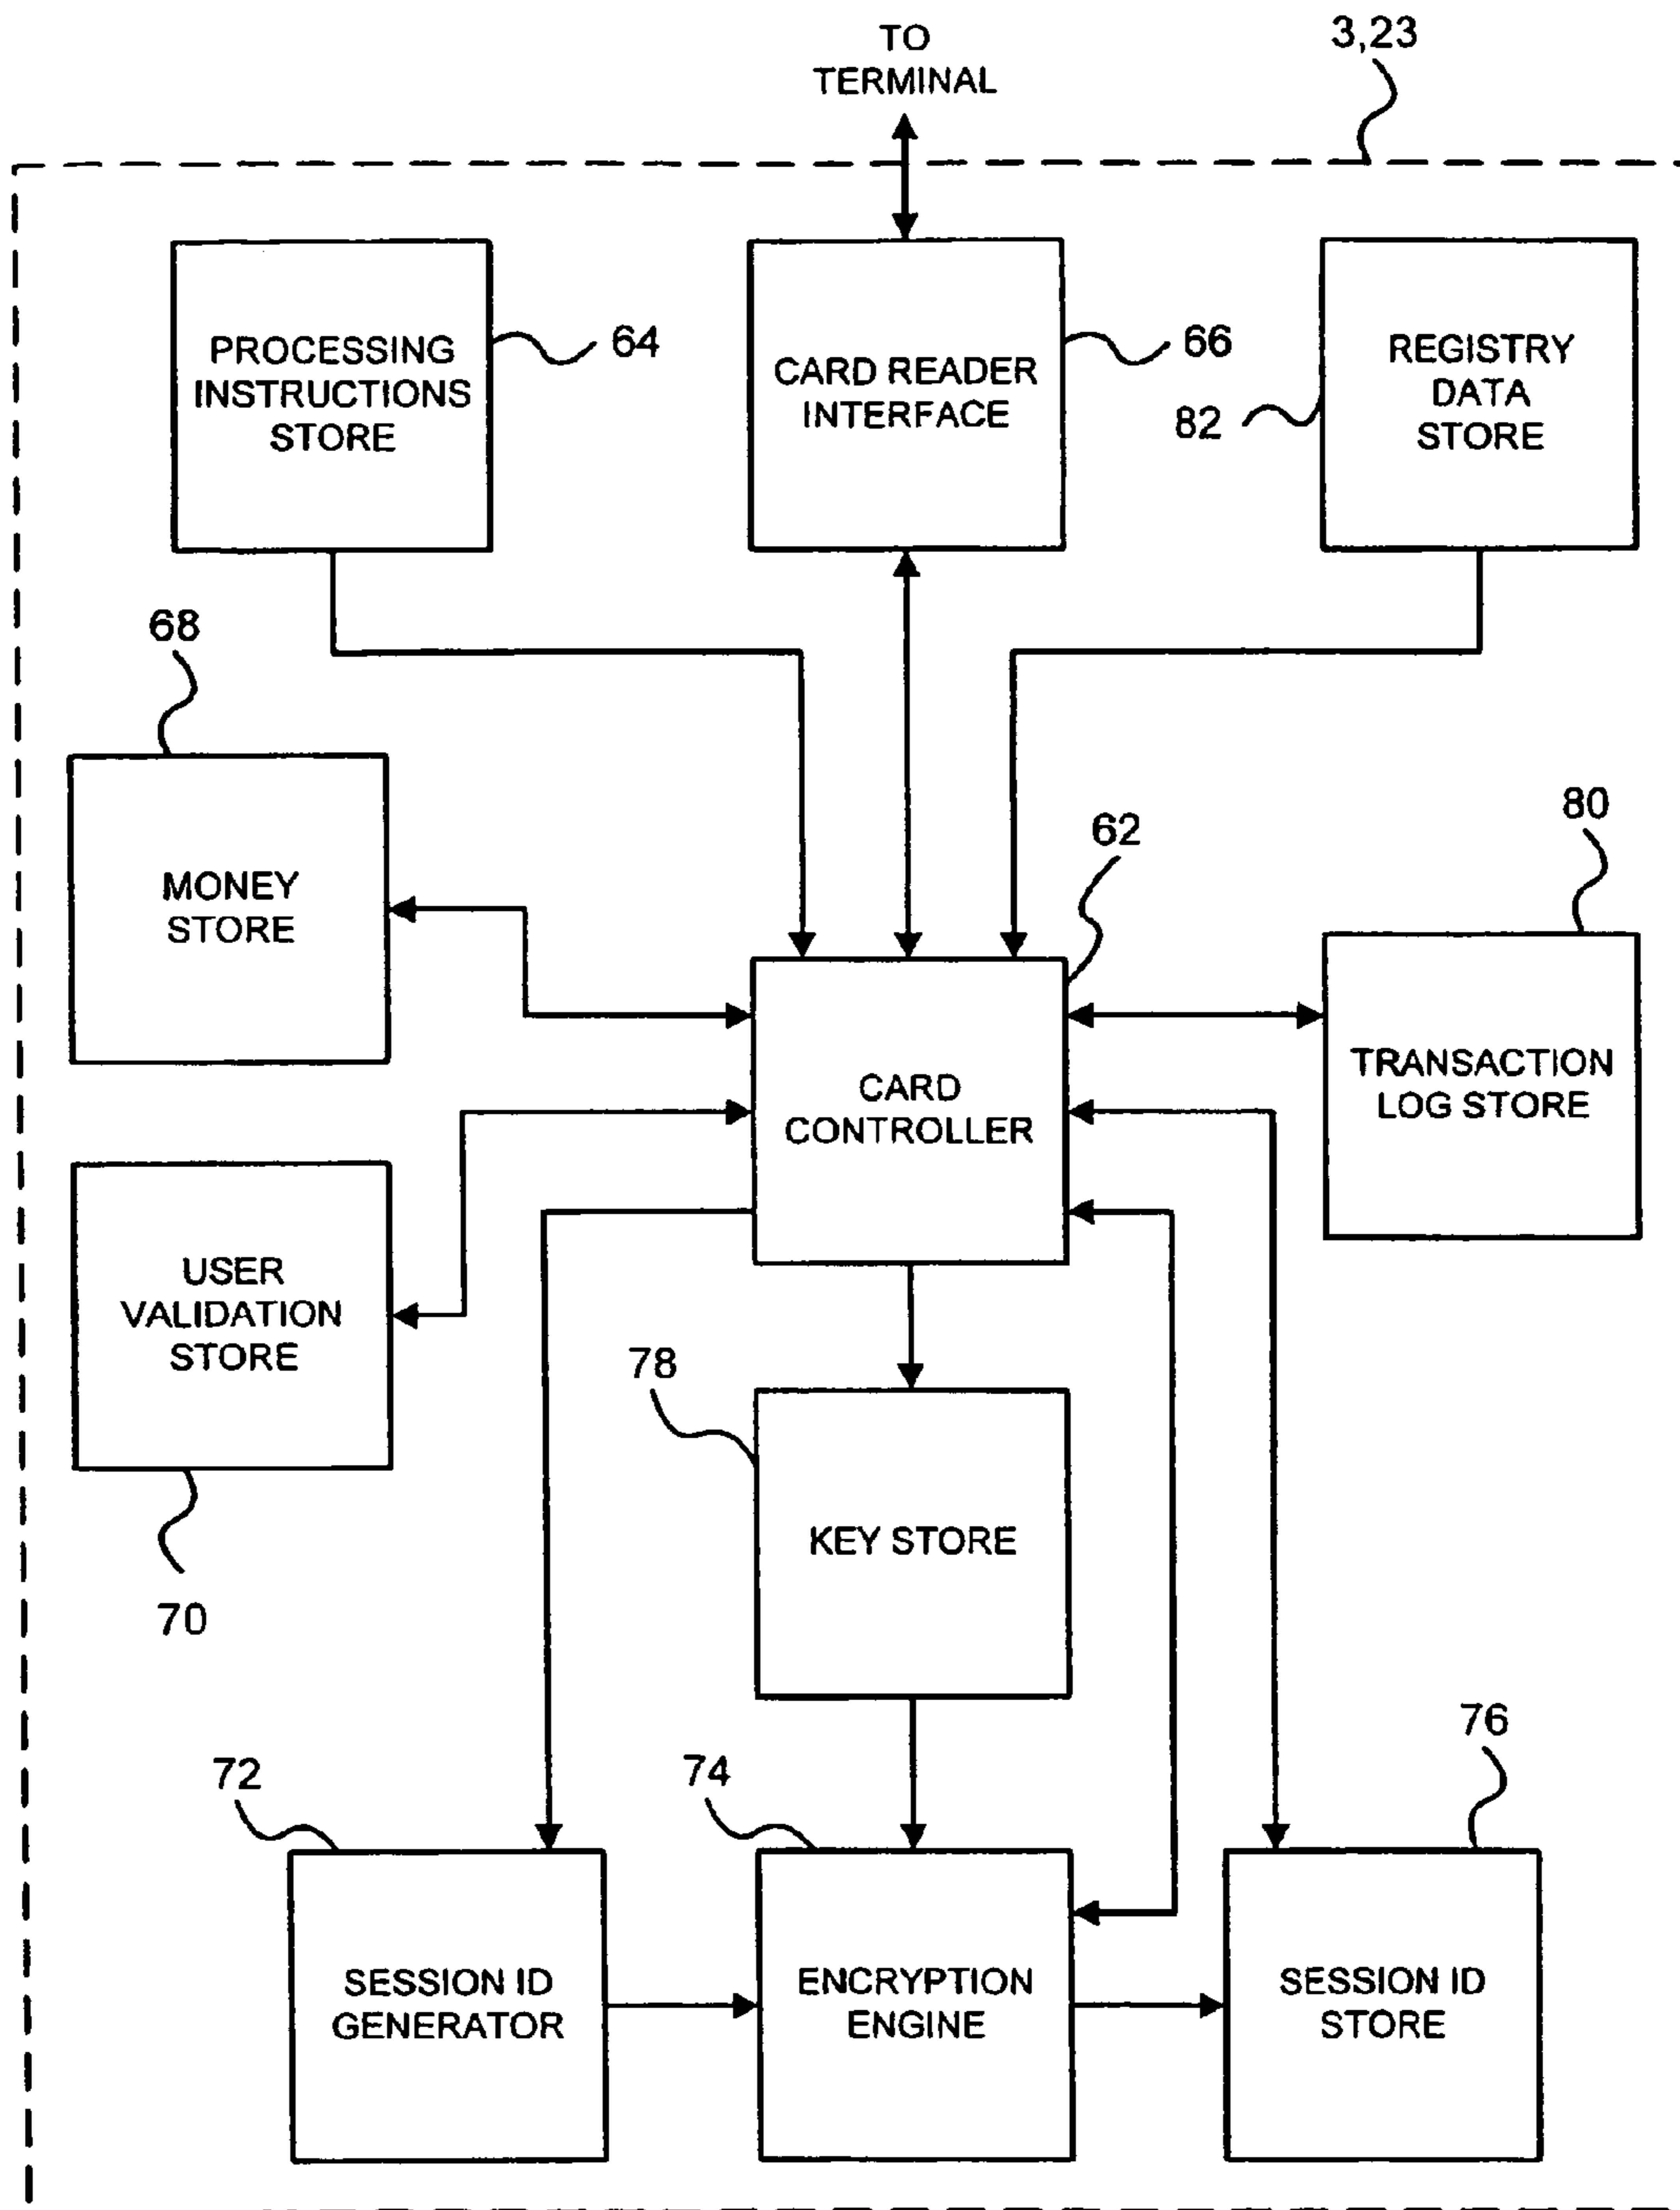 TO
TERMINAL
3,23
PROCESSING
INSTRUCTIONS
STORE
64
CARD READER
INTERFACE
66
REGISTRY
DATA
STORE
82
68
MONEY
STORE
62
80
CARD
CONTROLLER
TRANSACTION
LOG STORE
USER
VALIDATION
STORE
70
78
KEY STORE
72
74
76
SESSION ID
GENERATOR
ENCRYPTION
ENGINE
SESSION ID
STORE